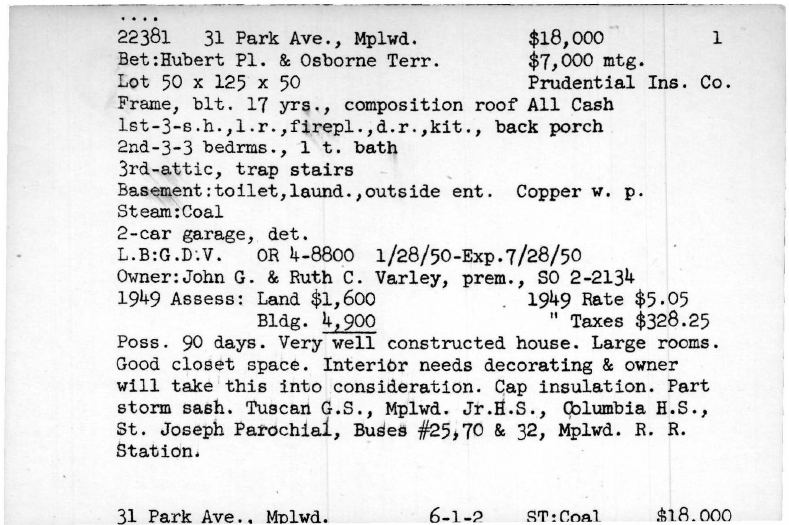 ....
22381 31 Park Ave., Mplwd. $18,000 1
Bet:Hubert Pl. & Osborne Terr. $7,000 mtg.
Lot 50 x 125 x 50 Prudential Ins. Co.
Frame, blt. 17 yrs., composition roof All Cash
1st-3-s.h.,l.r.,firepl.,d.r.,kit., back porch
2nd-3-3 bedrms., 1 t. bath
3rd-attic, trap stairs
Basement:toilet,laund.,outside ent. Copper w. p.
Steam:Coal
2-car garage, det.
L.B:G.D.V. OR 4-8800 1/28/50-Exp.7/28/50
Owner:John G. & Ruth C. Varley, prem., SO 2-2134
1949 Assess: Land $1,600 1949 Rate $5.05
Bldg. 4,900 " Taxes $328.25
Poss. 90 days. Very well constructed house. Large rooms.
Good closet space. Interior needs decorating & owner
will take this into consideration. Cap insulation. Part
storm sash. Tuscan G.S., Mplwd. Jr.H.S., Columbia H.S.,
St. Joseph Parochial, Buses #25,70 & 32, Mplwd. R. R.
Station.
31 Park Ave., Mplwd. 6-1-2 ST:Coal $18.000